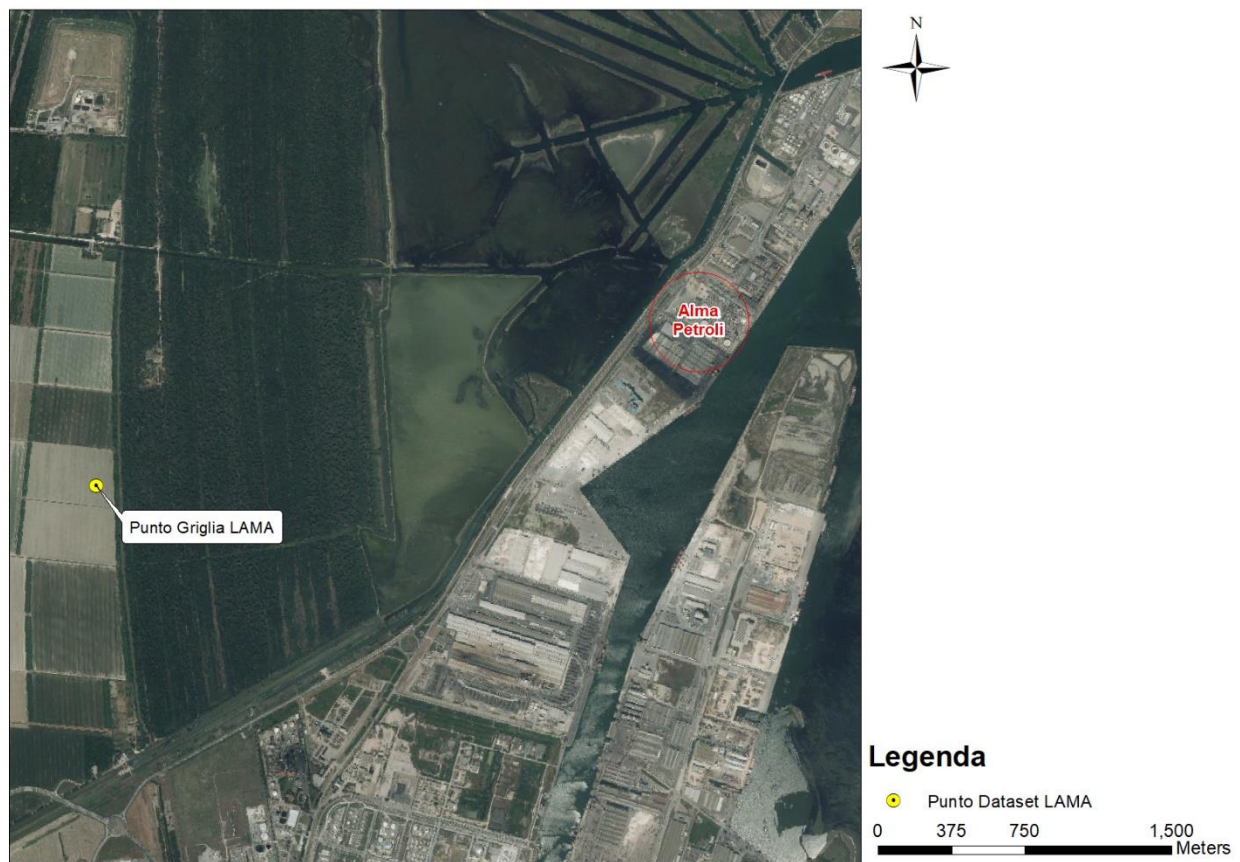 N
Alma
Petroli
Punto Griglia LAMA
Legenda
Punto Dataset LAMA
0 375 750 1,500
Meters